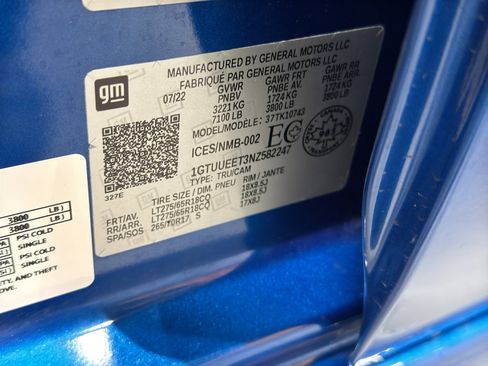 gm
MANUFACTURED BY GENERAL MOTORS LLC
FABRIQUÉ PAR GENERAL MOTORS LLC
07/22 GVWR GAWR FRT GAWR RR
PNBV PNBE AV. PNBE ARR.
3221 KG 1724 KG 1724 KG
7100 LB 3800 LB 3800 LB
MODEL/MODÈLE: 37TK10743
ICES/NMB-002 EC
1GTUUEET3NZ582247
TYPE: TRU/CAM
327E
TIRE SIZE / DIM. PNEU RIM / JANTE
FRT/AV. LT275/65R18CQ 18X8.5J
RR/ARR. LT275/65R18CQ 18X8.5J
SPA/SOS 265/70R17 S 17X8J
3800 LB)
3800 LB)
PSI COLD
SINGLE
PSI COLD
SINGLE
ETY, AND THEFT
OVE.